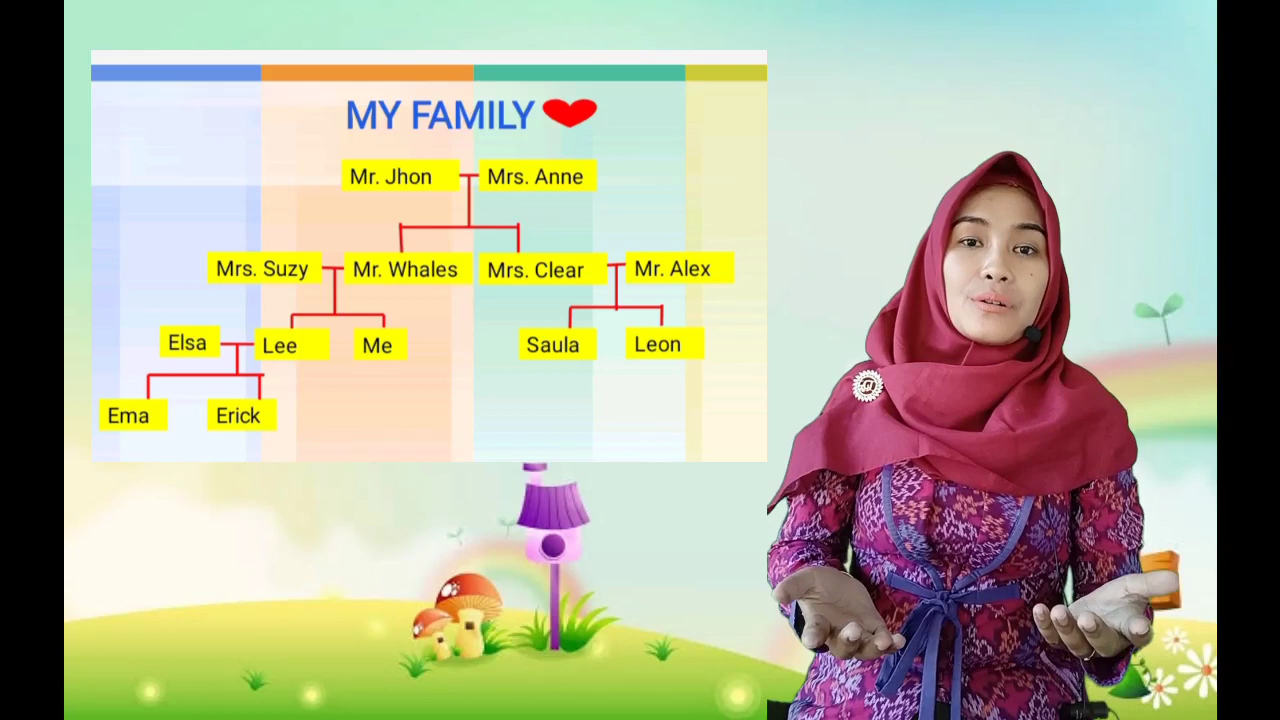 MY FAMILY
Mr. Jhon Mrs. Anne
Mrs. Suzy Mr. Whales Mrs. Clear Mr. Alex
Elsa Lee Me Saula Leon
Ema Erick